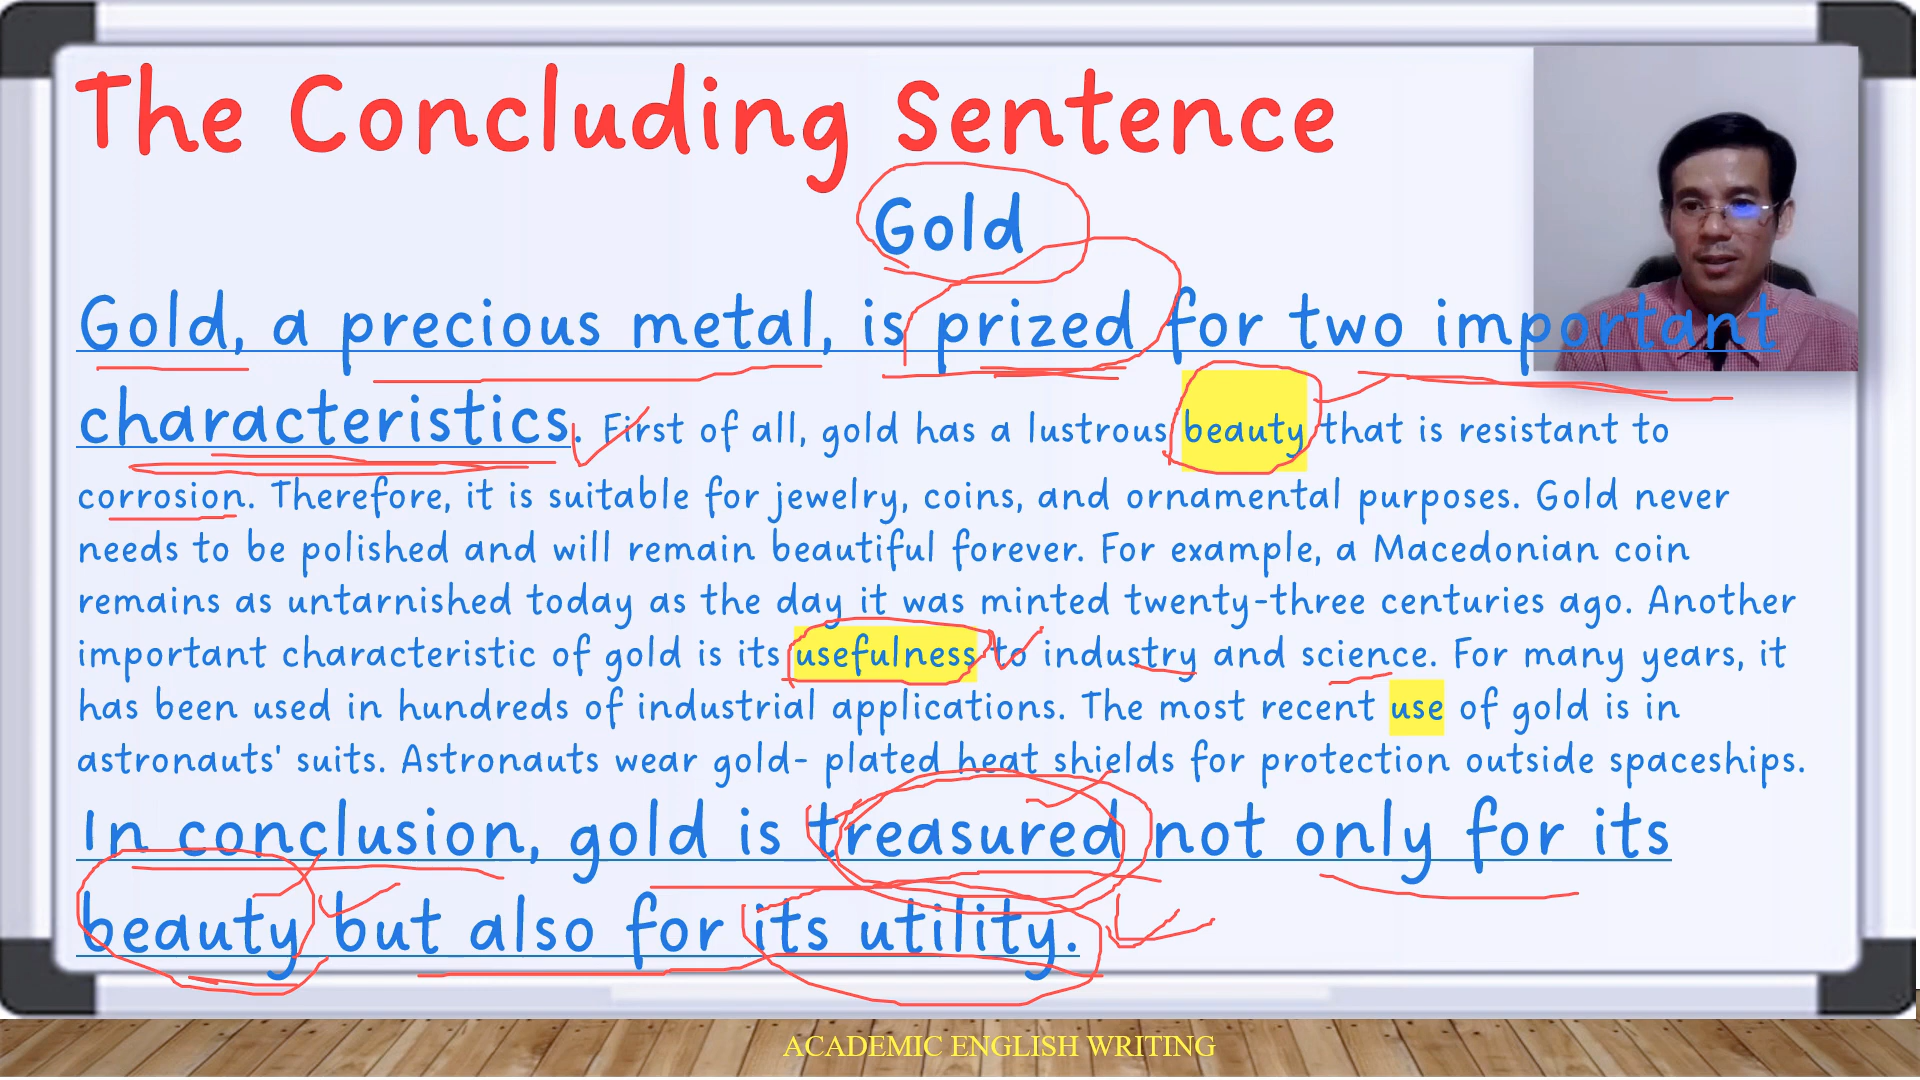 The Concluding Sentence
Gold
Gold, a precious metal, is prized for two important
characteristics. First of all, gold has a lustrous beauty that is resistant to
corrosion. Therefore, it is suitable for jewelry, coins, and ornamental purposes. Gold never
needs to be polished and will remain beautiful forever. For example, a Macedonian coin
remains as untarnished today as the day it was minted twenty-three centuries ago. Another
important characteristic of gold is its usefulness to industry and science. For many years, it
has been used in hundreds of industrial applications. The most recent use of gold is in
astronauts' suits. Astronauts wear gold- plated heat shields for protection outside spaceships.
In conclusion, gold is treasured not only for its
beauty but also for its utility.
ACADEMIC ENGLISH WRITING